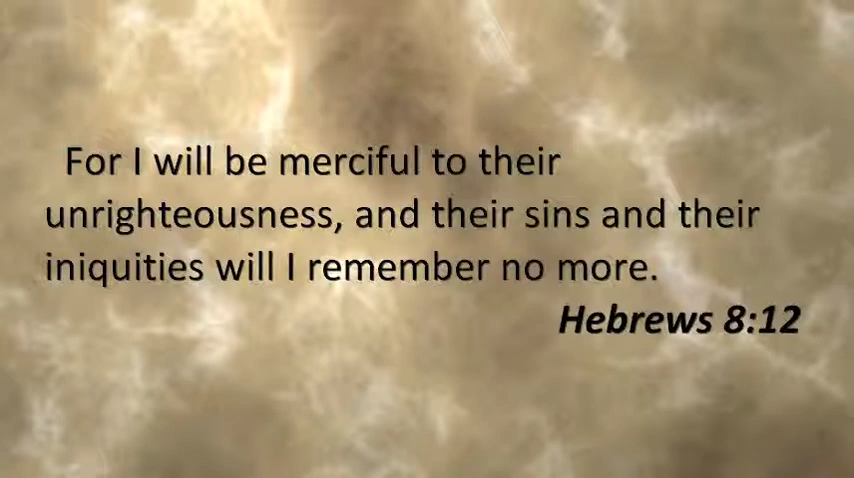 For I will be merciful to their
unrighteousness, and their sins and their
iniquities will I remember no more.
Hebrews 8:12